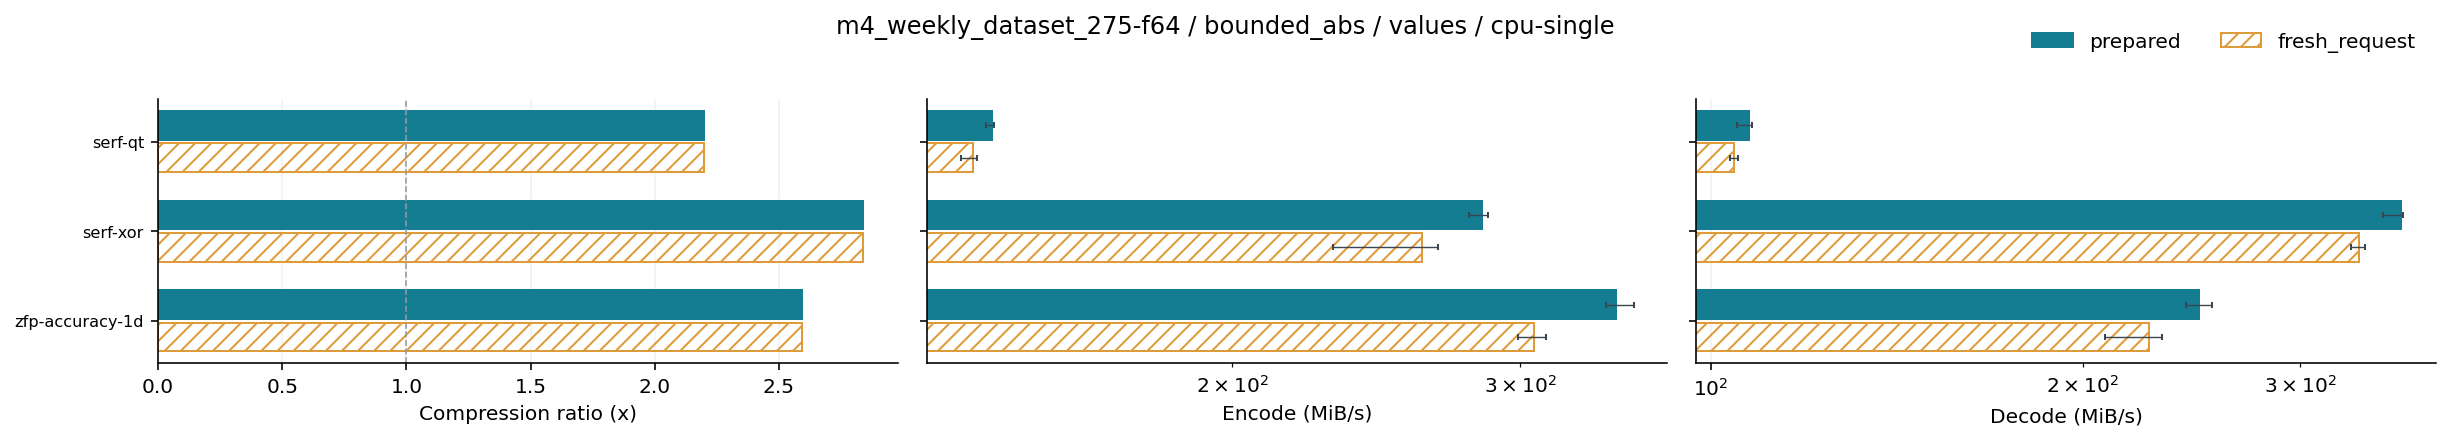 m4_weekly_dataset_275-f64 / bounded_abs / values / cpu-single
prepared
fresh_request
serf-qt
serf-xor
zfp-accuracy-1d
0.0
0.5
1.0
1.5
2.0
2.5
Compression ratio (x)
2 × 10²
3 × 10²
Encode (MiB/s)
10²
2 × 10²
3 × 10²
Decode (MiB/s)